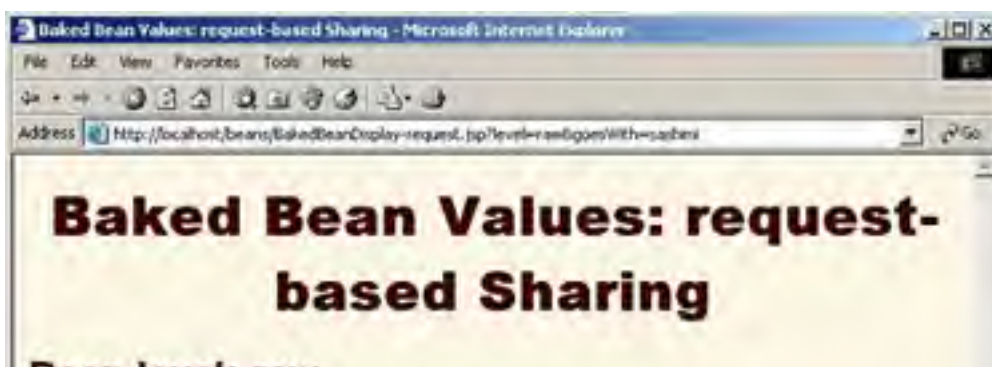 Baked Bean Values: request-based Sharing - Microsoft Internet Explorer
File Edit View Favorites Tools Help
Address http://localhost/beans/BakedBeanDisplay-request.jsp?level=raw&goesWith=sashimi Go
Baked Bean Values: request-
based Sharing